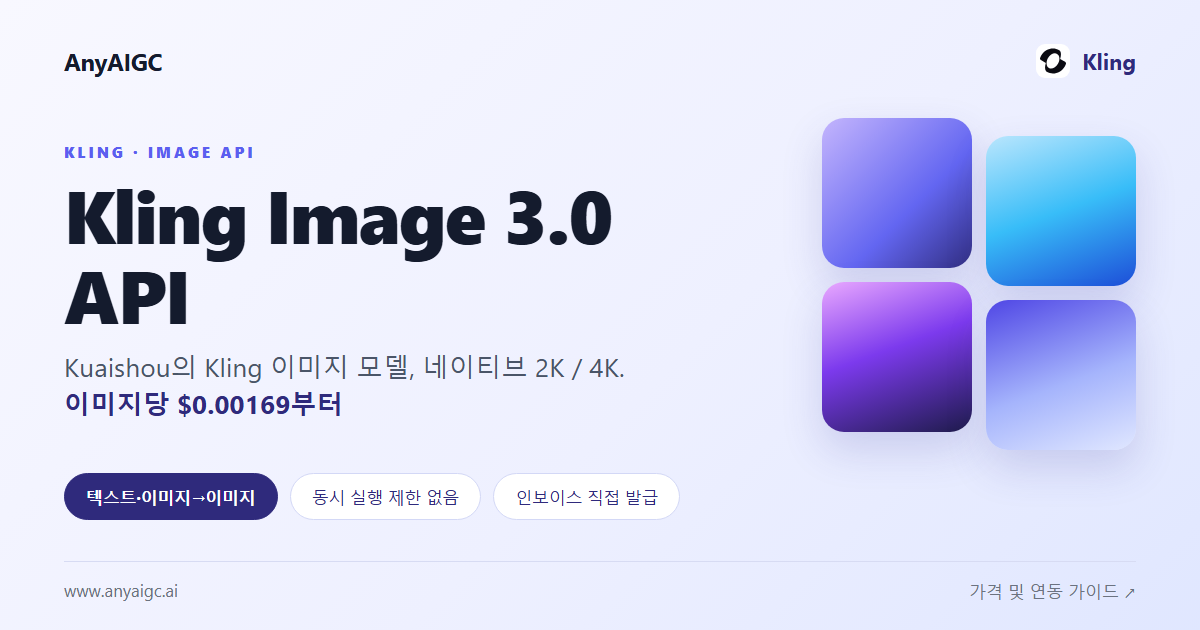 AnyAIGC
Kling
KLING · IMAGE API
Kling Image 3.0
API
Kuaishou의 Kling 이미지 모델, 네이티브 2K / 4K.
이미지당 $0.00169부터
텍스트·이미지→이미지
동시 실행 제한 없음
인보이스 직접 발급
www.anyaigc.ai
가격 및 연동 가이드 ↗